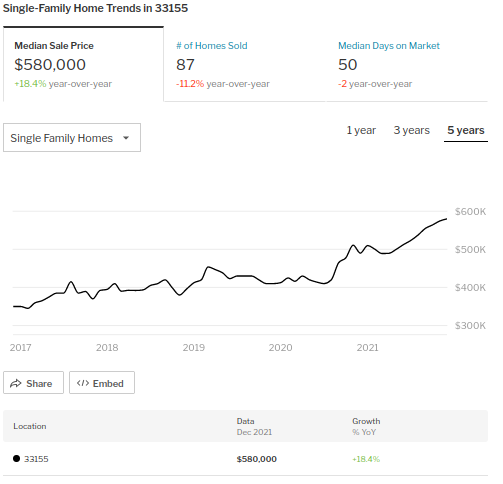 Single-Family Home Trends in 33155
Median Sale Price
$580,000
+18.4% year-over-year
# of Homes Sold
87
-11.2% year-over-year
Median Days on Market
50
-2 year-over-year
Single Family Homes
1 year 3 years 5 years
$600K
$500K
$400K
$300K
2017 2018 2019 2020 2021
Share </> Embed
Location Data Growth
Dec 2021 % YoY
33155 $580,000 +18.4%